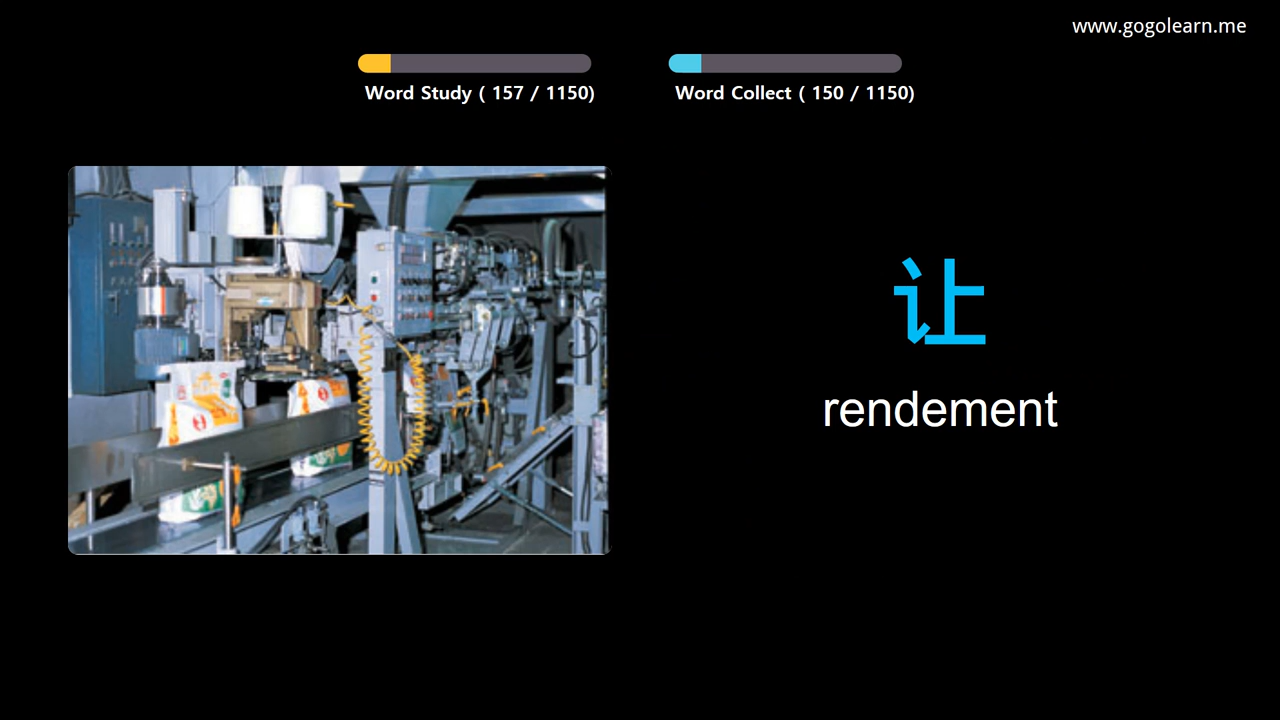 www.gogolearn.me
Word Study ( 157 / 1150)
Word Collect ( 150 / 1150)
让
rendement